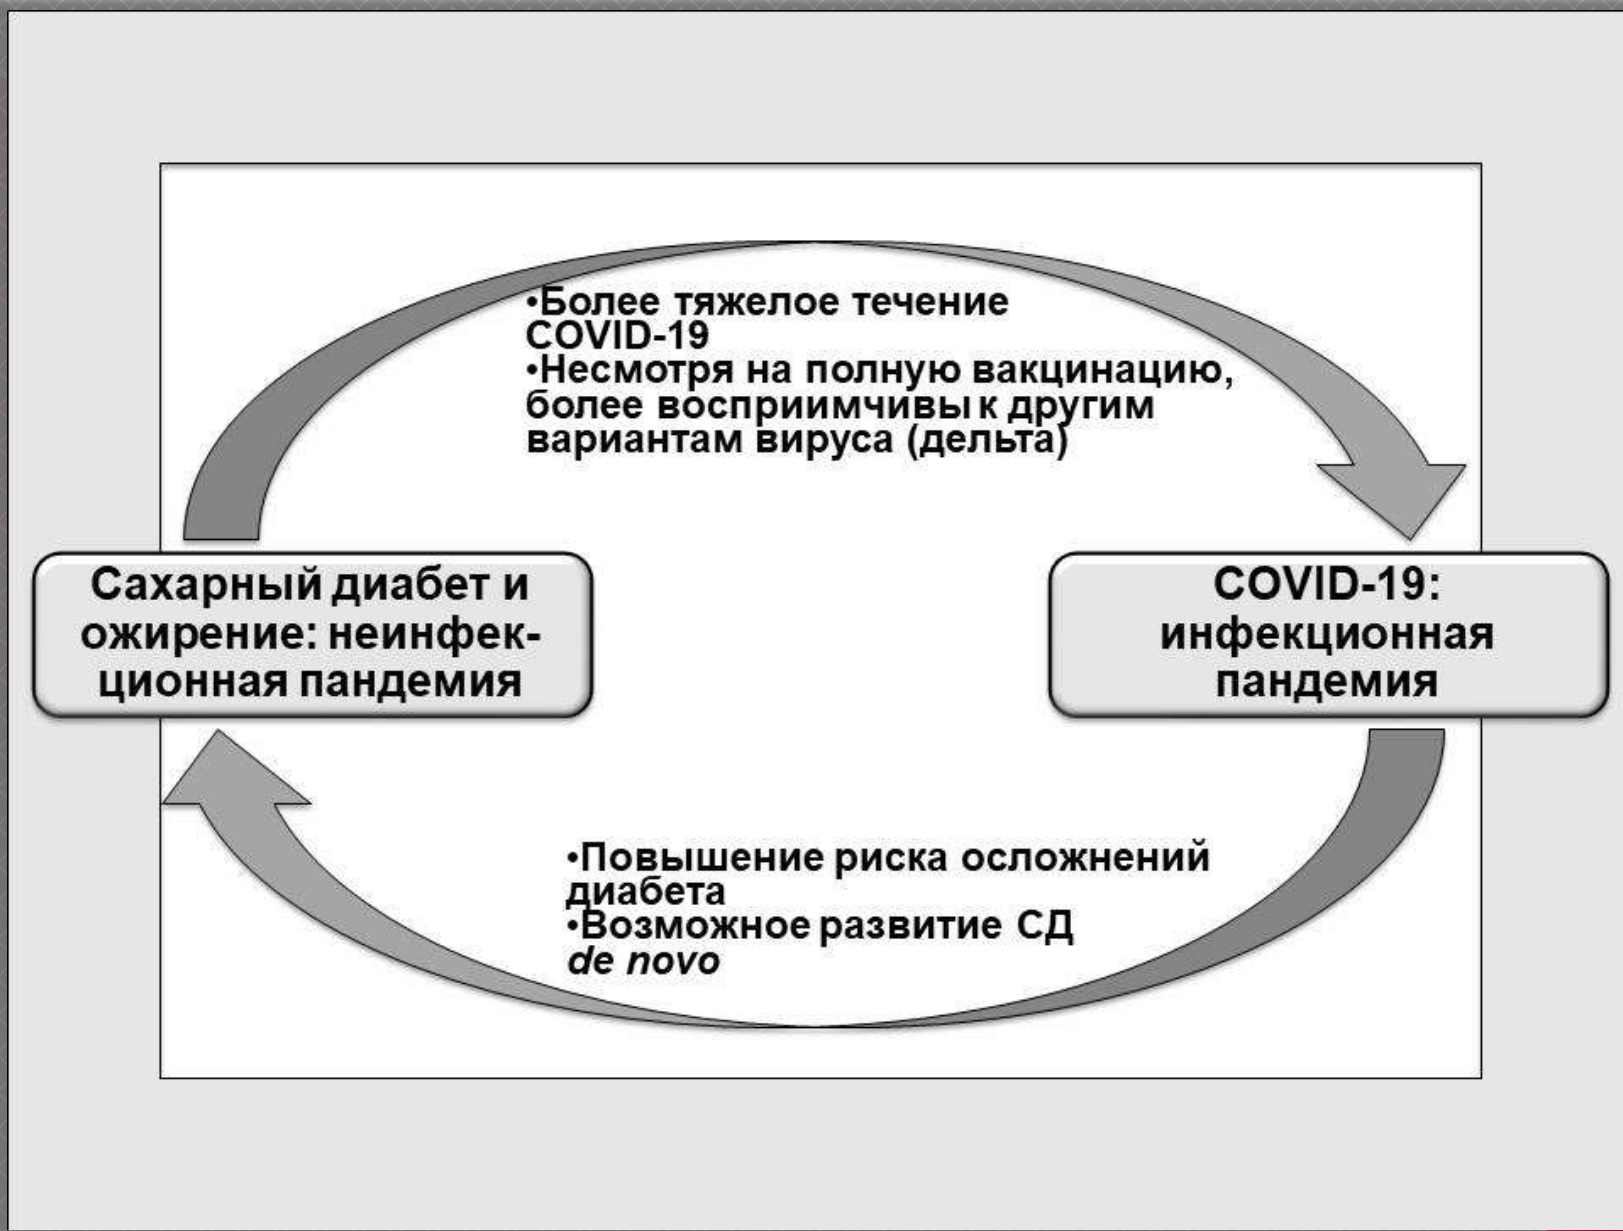 •Более тяжелое течение
COVID-19
•Несмотря на полную вакцинацию,
более восприимчивы к другим
вариантам вируса (дельта)
Сахарный диабет и
ожирение: неинфек-
ционная пандемия
COVID-19:
инфекционная
пандемия
•Повышение риска осложнений
диабета
•Возможное развитие СД
de novo